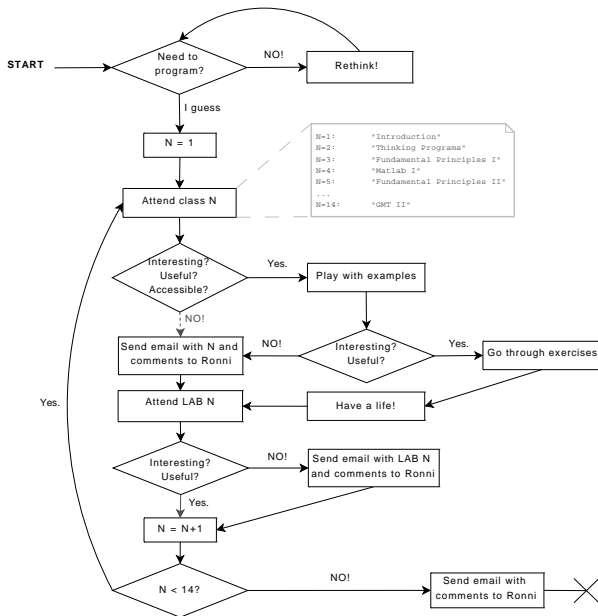 START
Need to
program?
NO!
Rethink!
I guess
N = 1
N=1: "Introduction"
N=2: "Thinking Programs"
N=3: "Fundamental Principles I"
N=4: "Matlab I"
N=5: "Fundamental Principles II"
...
N=14: "GMT II"
Attend class N
Interesting?
Useful?
Accessible?
Yes.
Play with examples
NO!
Send email with N and
comments to Ronni
NO!
Interesting?
Useful?
Yes.
Go through exercises
Yes.
Attend LAB N
Have a life!
Interesting?
Useful?
NO!
Send email with LAB N
and comments to Ronni
Yes.
N = N+1
N < 14?
NO!
Send email with
comments to Ronni